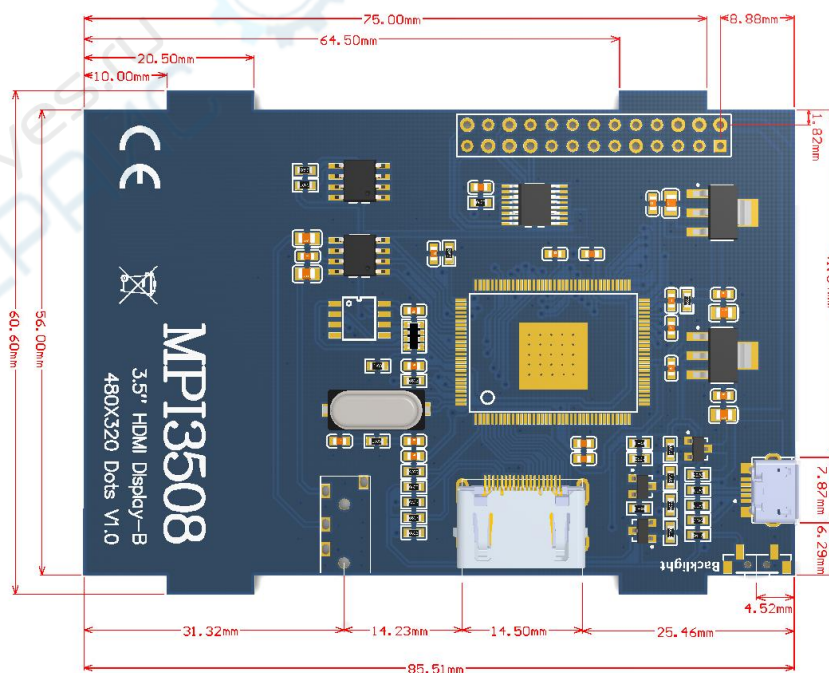 75.00mm
8.88mm
64.50mm
20.50mm
10.00mm
1.82mm
CE
60.60mm
56.00mm
MPI3508
3.5" HDMI Display-B
480X320 Dots V1.0
7.87mm
6.29mm
Backlight
4.52mm
31.32mm
14.23mm
14.50mm
25.46mm
85.51mm